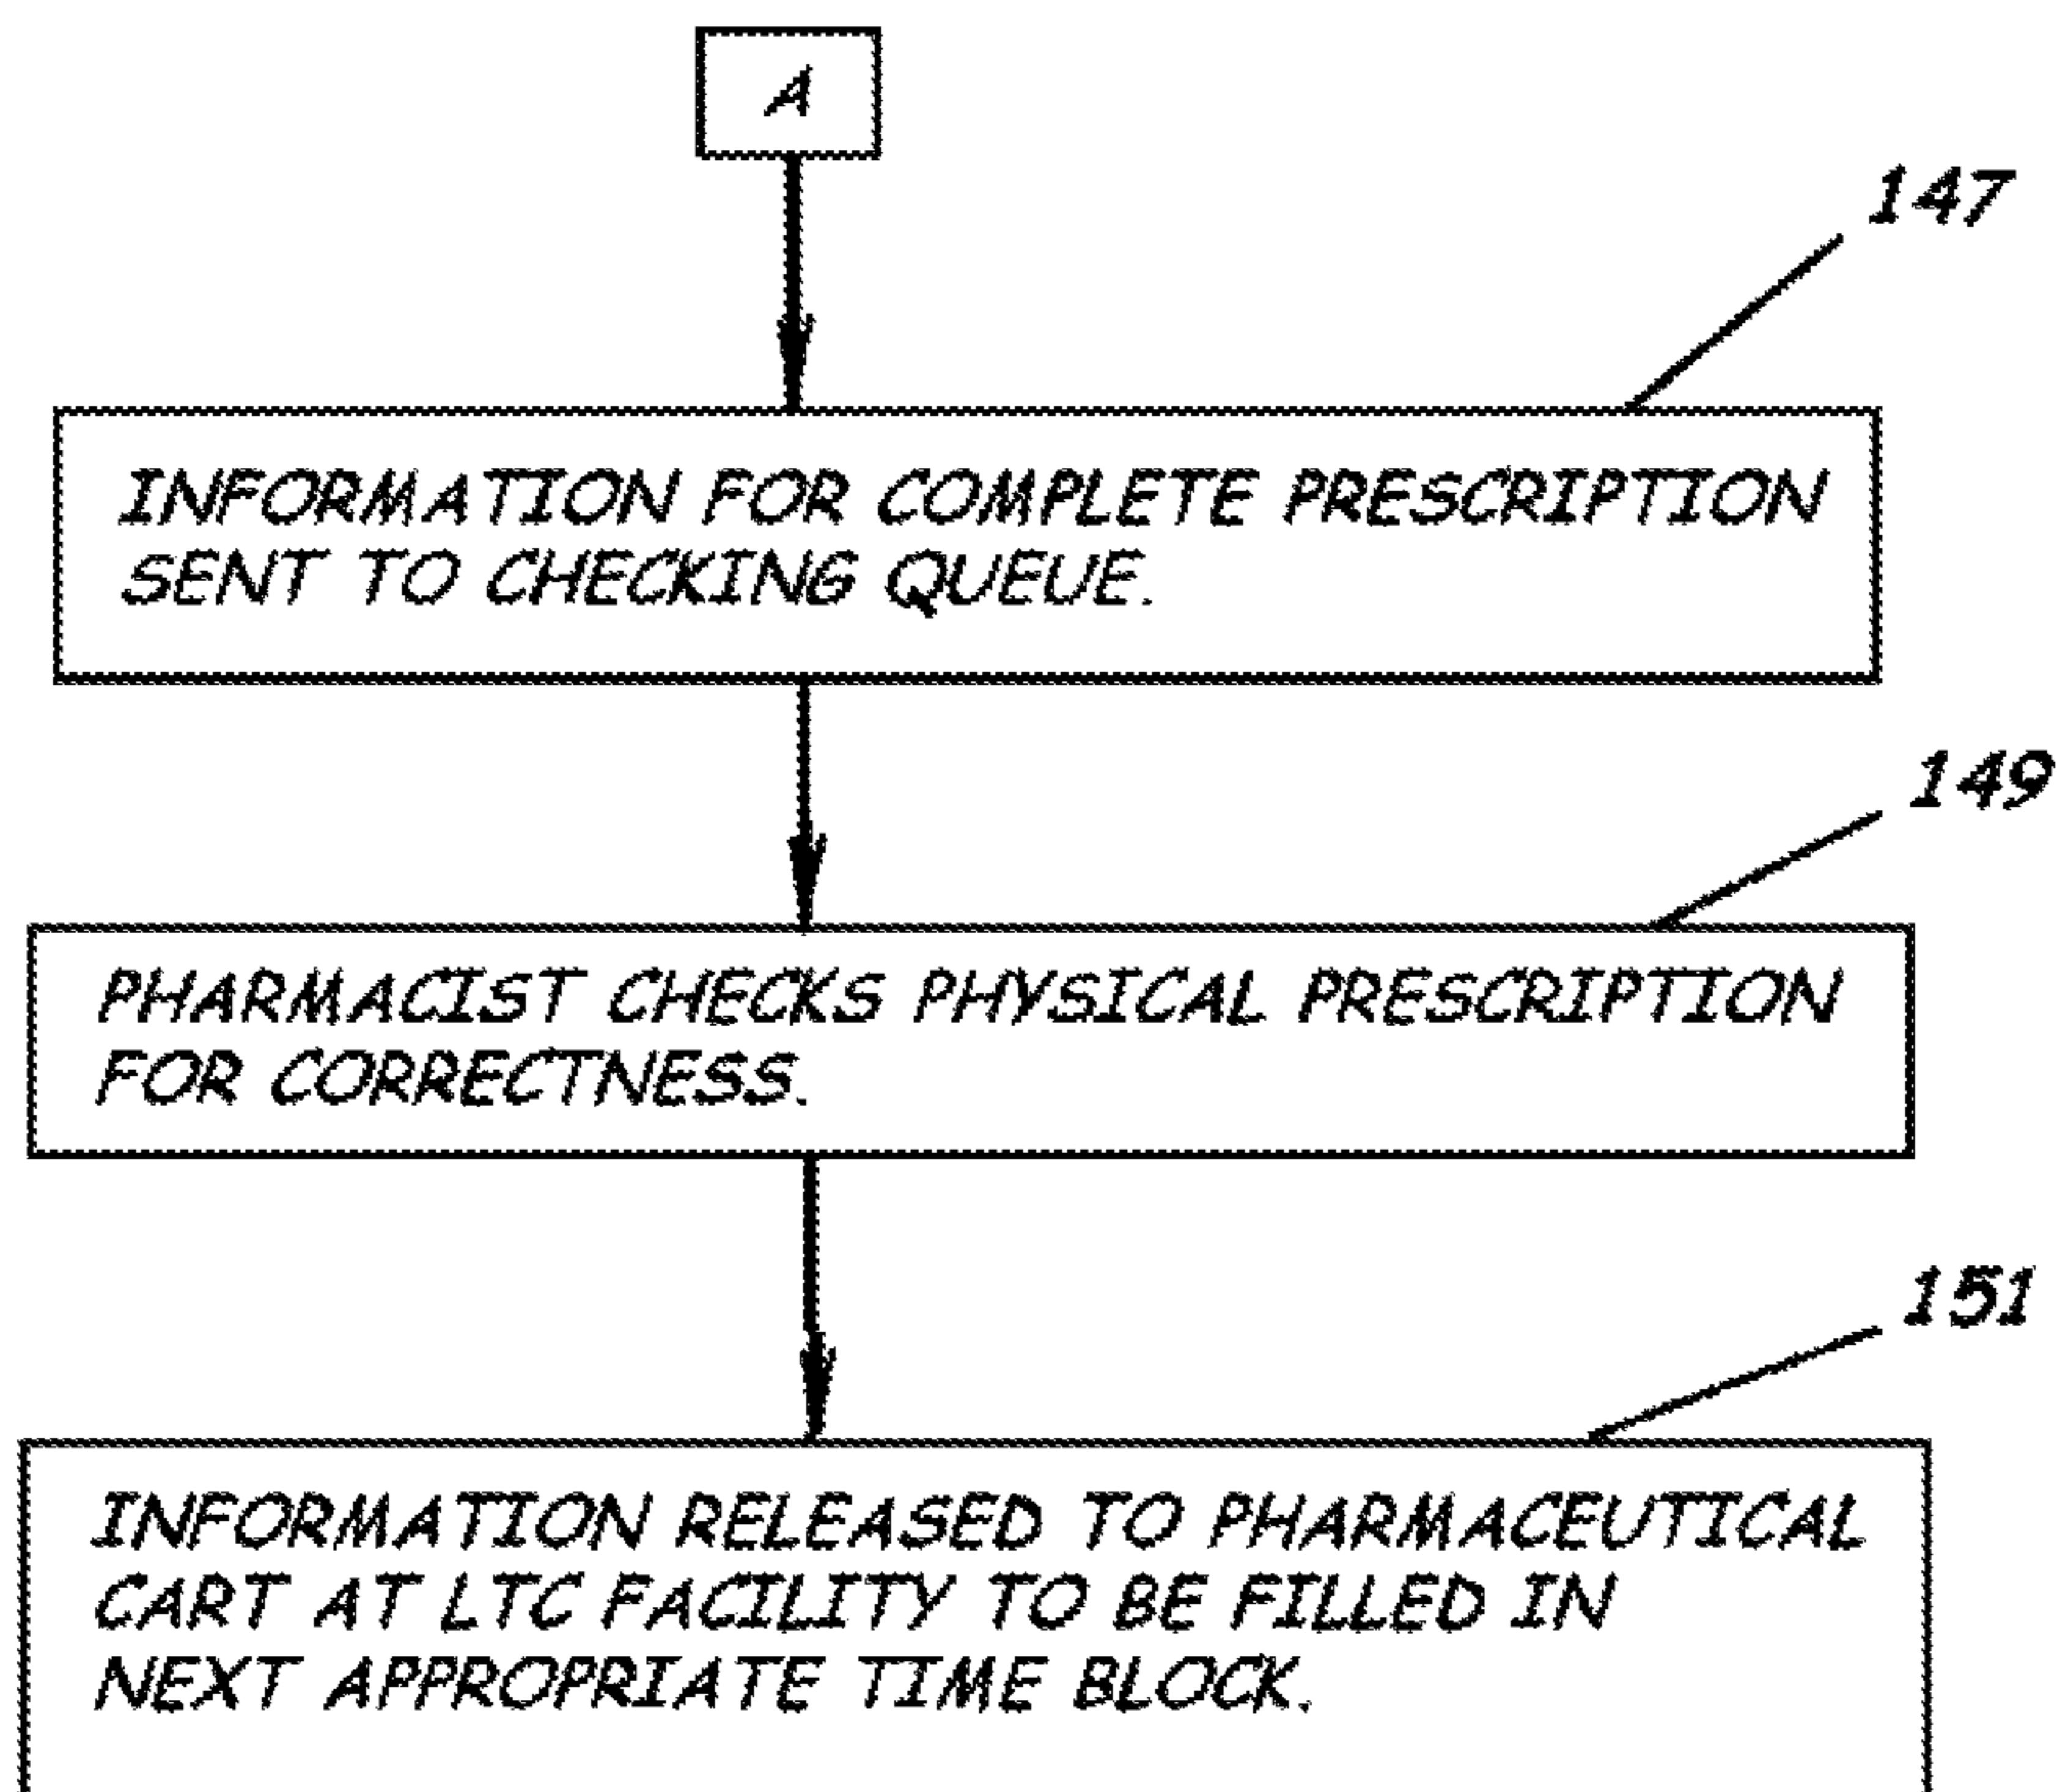 A
147
INFORMATION FOR COMPLETE PRESCRIPTION
SENT TO CHECKING QUEUE.
149
PHARMACIST CHECKS PHYSICAL PRESCRIPTION
FOR CORRECTNESS.
151
INFORMATION RELEASED TO PHARMACEUTICAL
CART AT LTC FACILITY TO BE FILLED IN
NEXT APPROPRIATE TIME BLOCK.